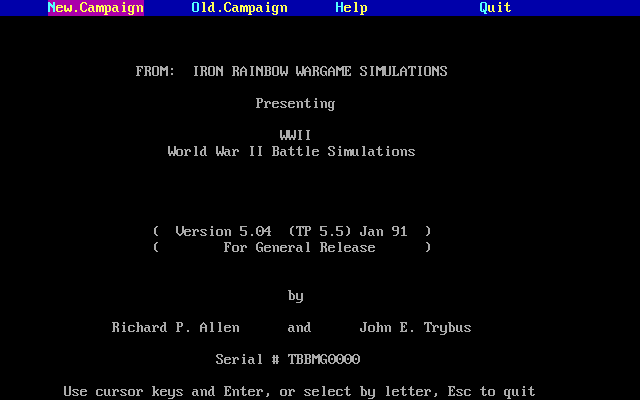 New.Campaign Old.Campaign Help Quit
FROM: IRON RAINBOW WARGAME SIMULATIONS
Presenting
WWII
World War II Battle Simulations
( Version 5.04 (TP 5.5) Jan 91 )
( For General Release )
by
Richard P. Allen and John E. Trybus
Serial # TBBMG0000
Use cursor keys and Enter, or select by letter, Esc to quit